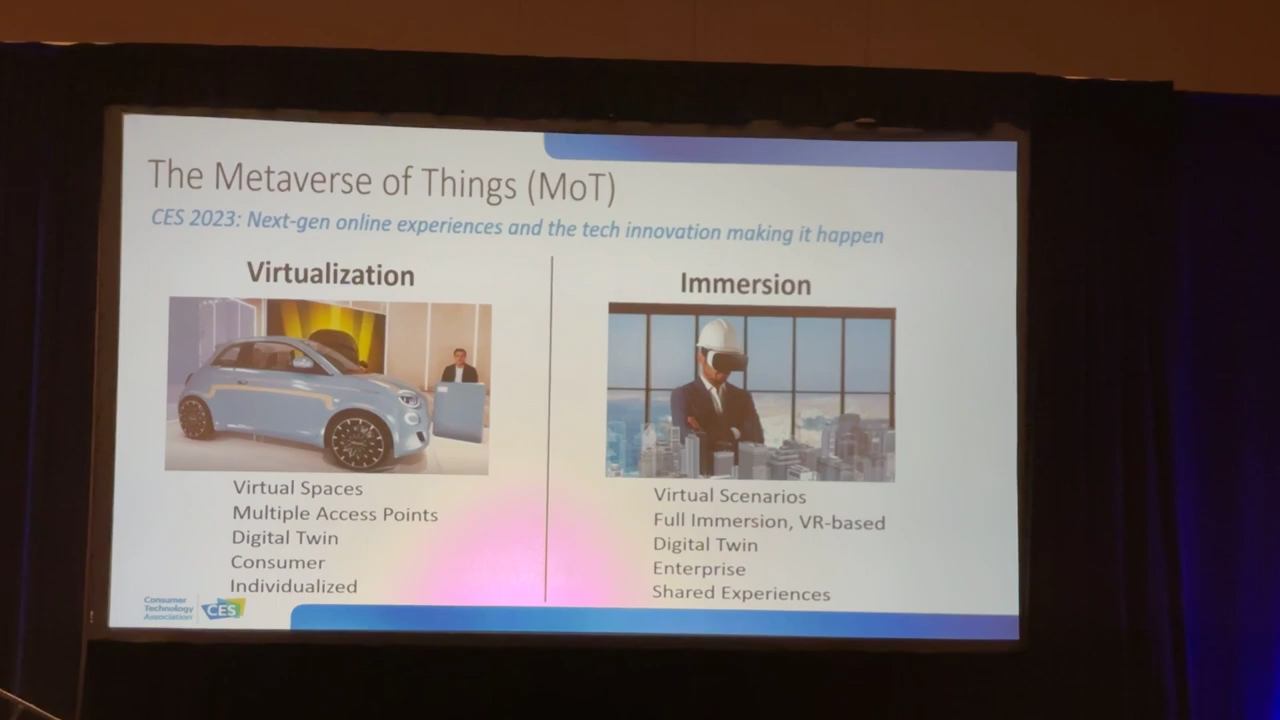 The Metaverse of Things (MoT)
CES 2023: Next-gen online experiences and the tech innovation making it happen
Virtualization
Virtual Spaces
Multiple Access Points
Digital Twin
Consumer
Individualized
Immersion
Virtual Scenarios
Full Immersion, VR-based
Digital Twin
Enterprise
Shared Experiences
Consumer
Technology
Association
CES